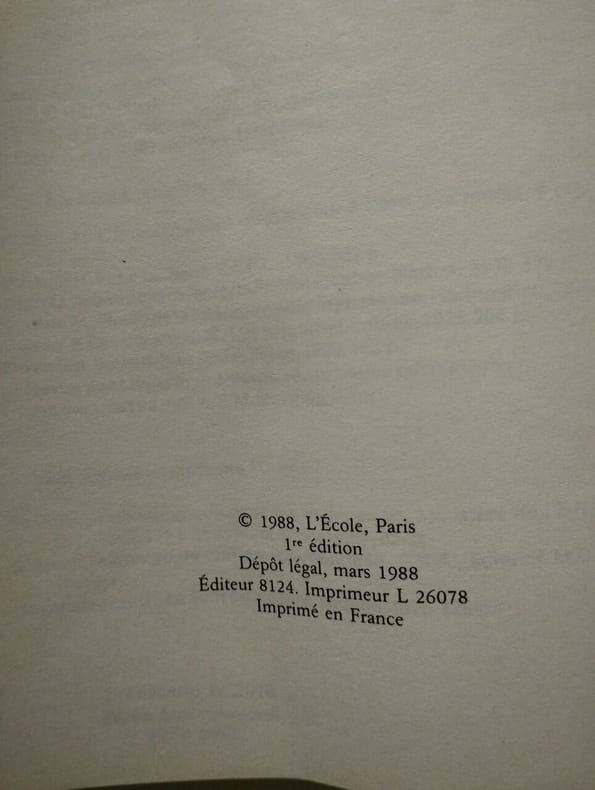 © 1988, L'École, Paris
1re édition
Dépôt légal, mars 1988
Éditeur 8124. Imprimeur L 26078
Imprimé en France